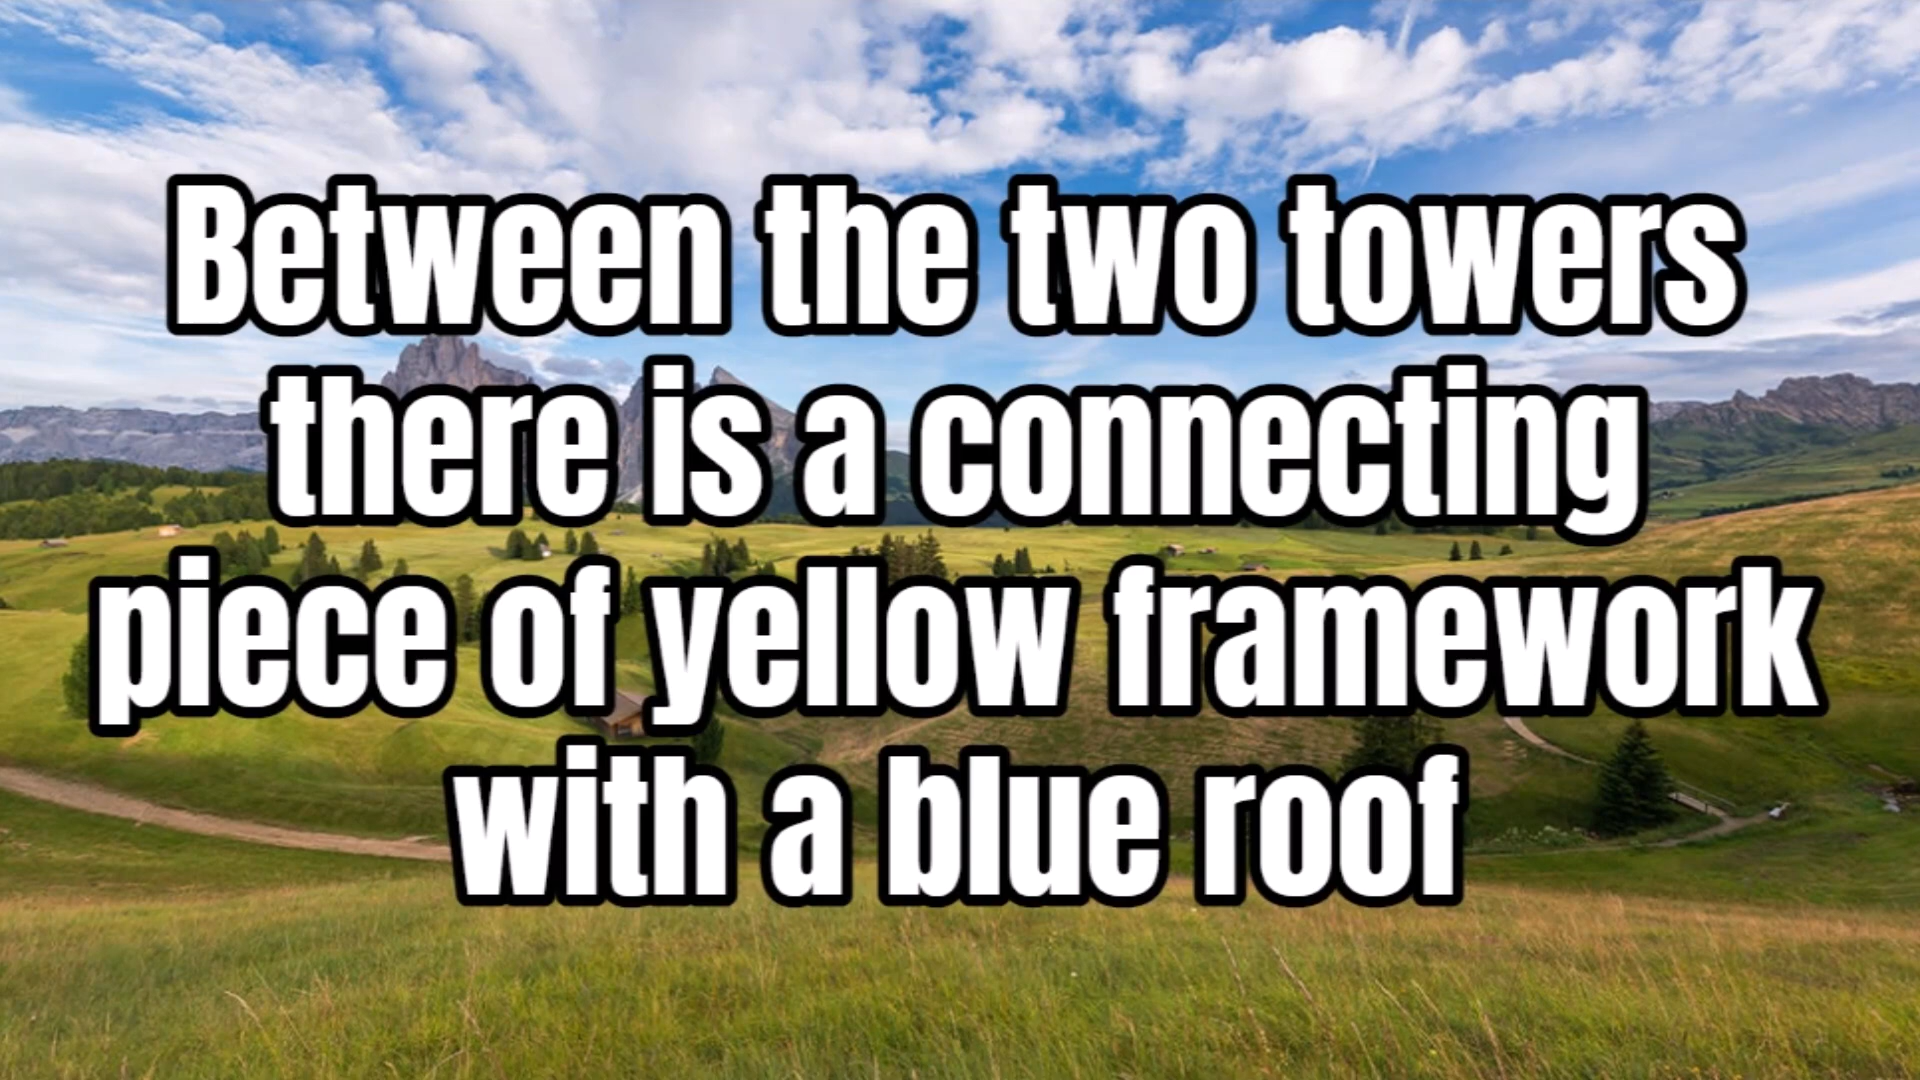 Between the two towers
there is a connecting
piece of yellow framework
with a blue roof